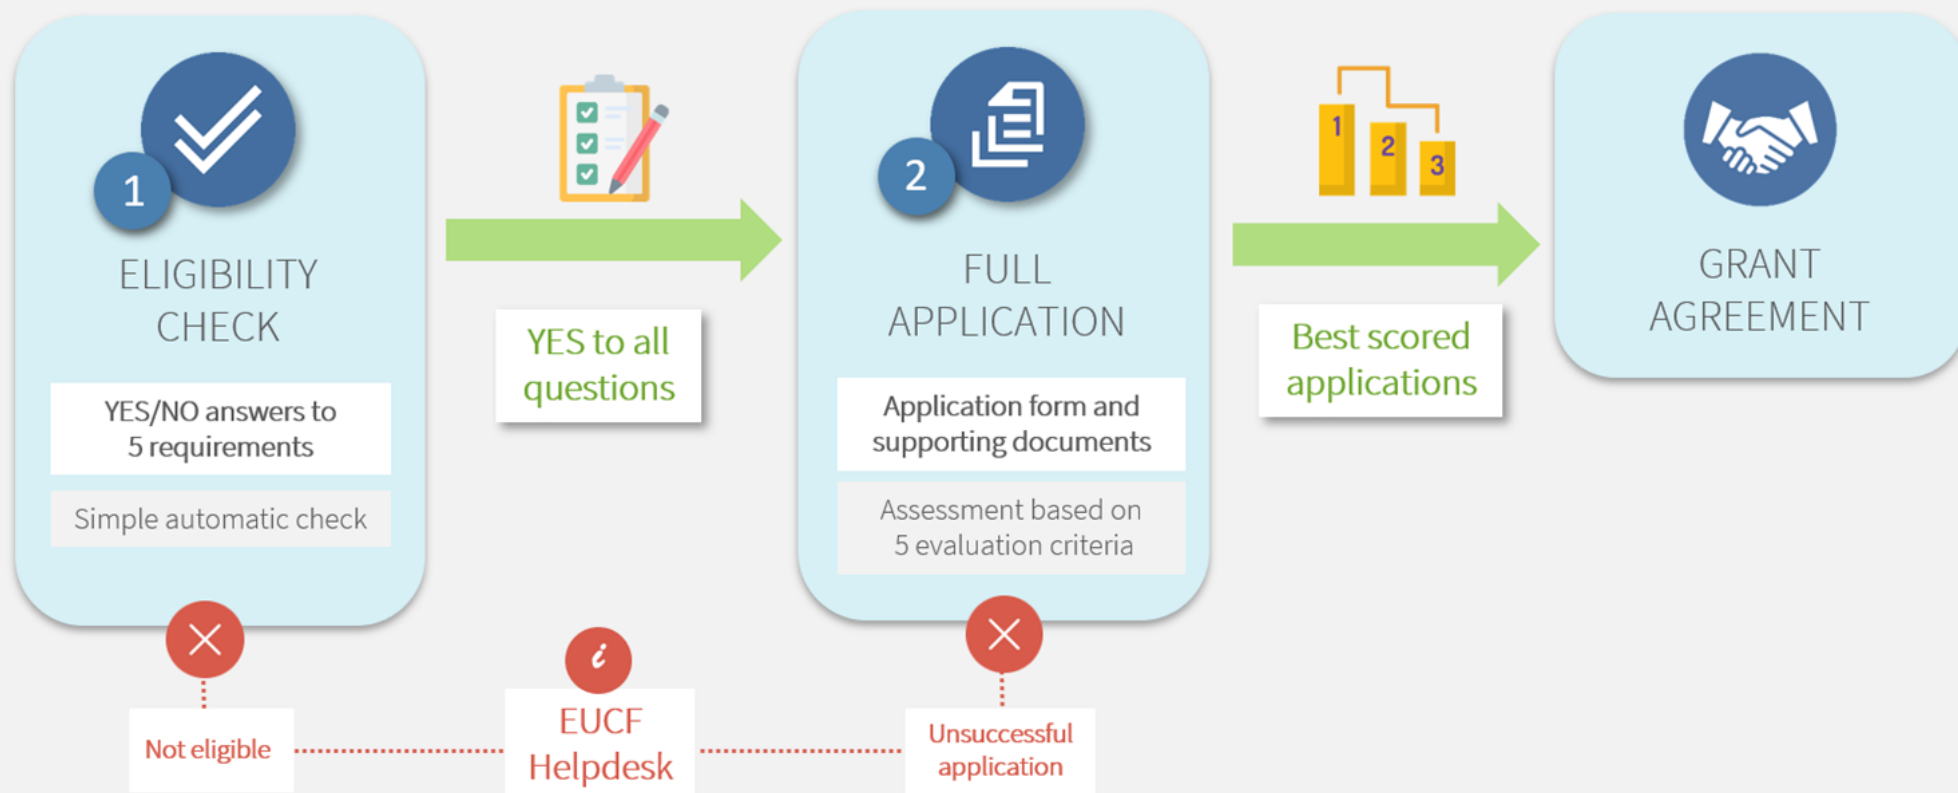 1
ELIGIBILITY
CHECK
YES/NO answers to
5 requirements
Simple automatic check
YES to all
questions
2
FULL
APPLICATION
Application form and
supporting documents
Assessment based on
5 evaluation criteria
1
2
3
Best scored
applications
GRANT
AGREEMENT
Not eligible
i
EUCF
Helpdesk
Unsuccessful
application